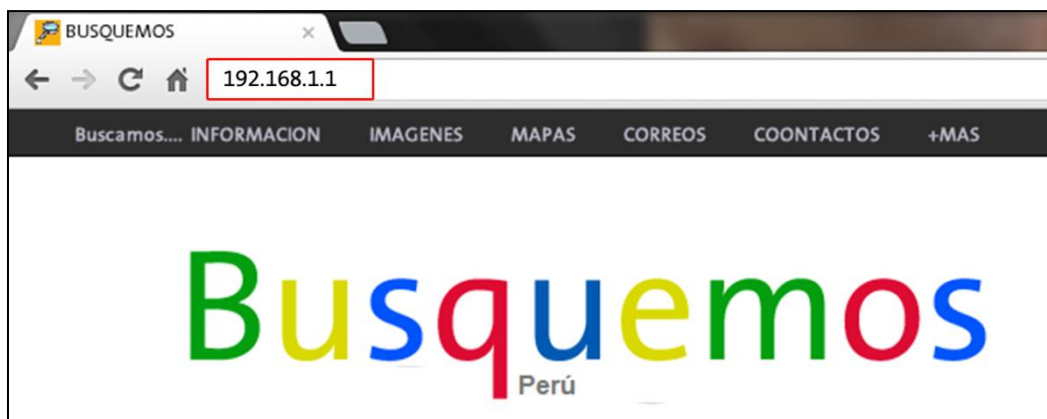 BUSQUEMOS
192.168.1.1
Buscamos.... INFORMACION IMAGENES MAPAS CORREOS COONTACTOS +MAS
Busquemos
Perú